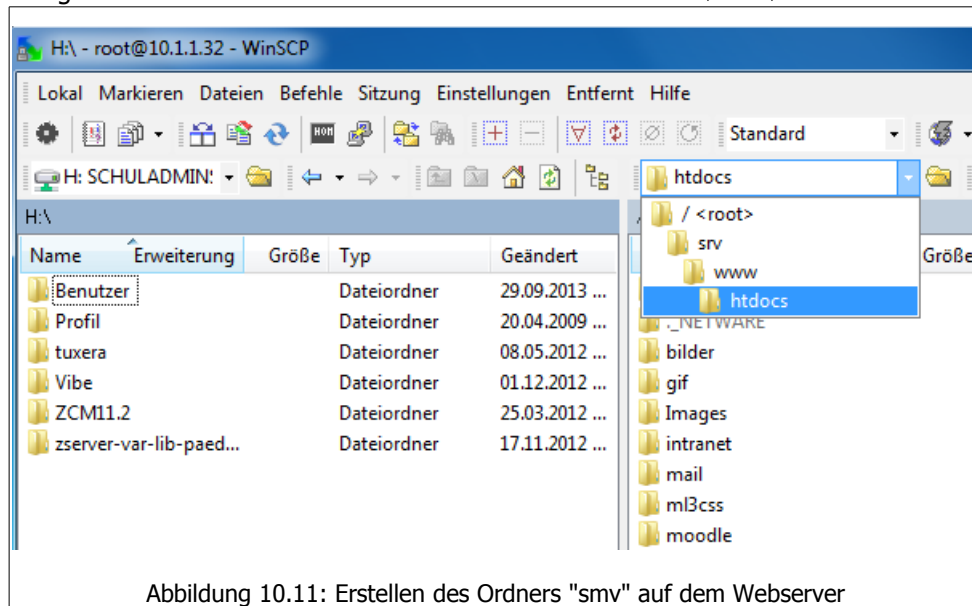 H:\ - root@10.1.1.32 - WinSCP
Lokal Markieren Dateien Befehle Sitzung Einstellungen Entfernt Hilfe
Standard
H: SCHULADMIN: htdocs
H:\
/ <root>
srv
www
htdocs
Name Erweiterung Größe Typ Geändert Größe
Benutzer Dateiordner 29.09.2013 ...
Profil Dateiordner 20.04.2009 ... ._NETWARE
tuxera Dateiordner 08.05.2012 ... bilder
Vibe Dateiordner 01.12.2012 ... gif
ZCM11.2 Dateiordner 25.03.2012 ... Images
zserver-var-lib-paed... Dateiordner 17.11.2012 ... intranet
mail
ml3css
moodle
Abbildung 10.11: Erstellen des Ordners "smv" auf dem Webserver